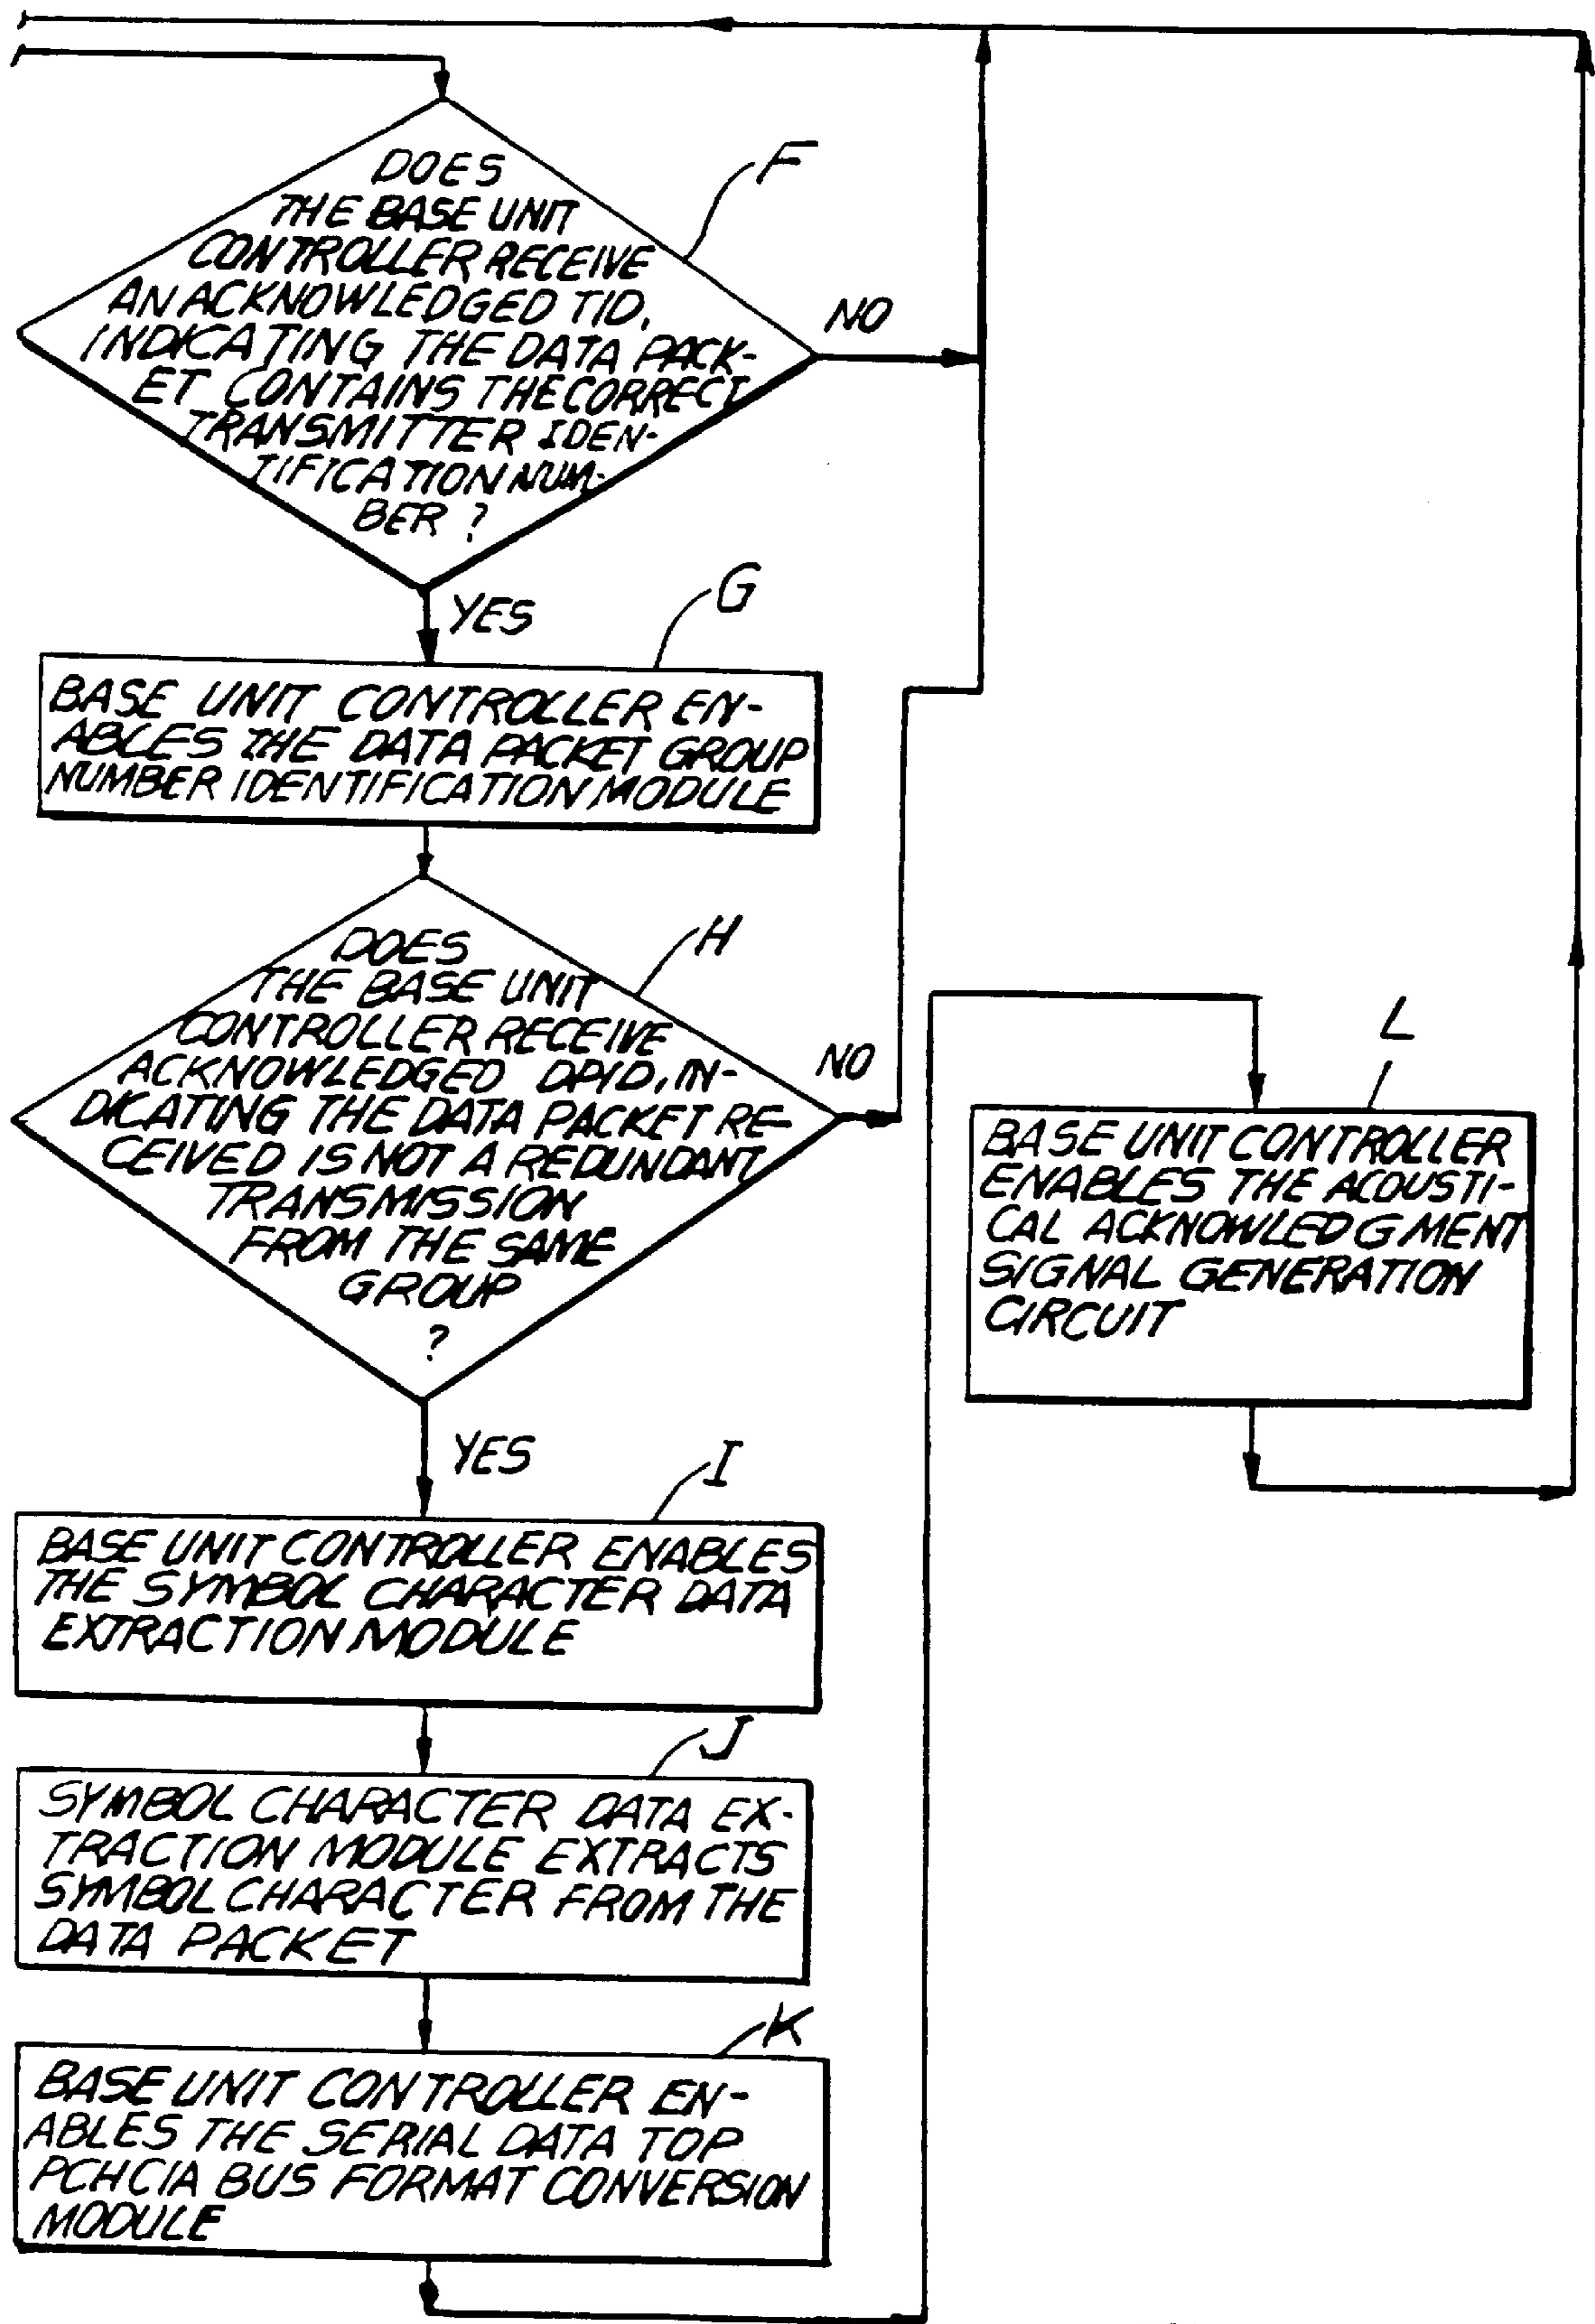 F
DOES
THE BASE UNIT
CONTROLLER RECEIVE
AN ACKNOWLEDGED TID,
INDICATING THE DATA PACK-
ET CONTAINS THE CORRECT
TRANSMITTER IDEN-
TIFICATION NUM-
BER ?
NO
YES
G
BASE UNIT CONTROLLER EN-
ABLES THE DATA PACKET GROUP
NUMBER IDENTIFICATION MODULE
H
DOES
THE BASE UNIT
CONTROLLER RECEIVE
ACKNOWLEDGED DPID, IN-
DICATING THE DATA PACKET RE-
CEIVED IS NOT A REDUNDANT
TRANSMISSION
FROM THE SAME
GROUP
?
NO
YES
I
BASE UNIT CONTROLLER ENABLES
THE SYMBOL CHARACTER DATA
EXTRACTION MODULE
J
SYMBOL CHARACTER DATA EX-
TRACTION MODULE EXTRACTS
SYMBOL CHARACTER FROM THE
DATA PACKET
K
BASE UNIT CONTROLLER EN-
ABLES THE SERIAL DATA TOP
PCHCIA BUS FORMAT CONVERSION
MODULE
L
BASE UNIT CONTROLLER
ENABLES THE ACOUSTI-
CAL ACKNOWLEDGMENT
SIGNAL GENERATION
CIRCUIT